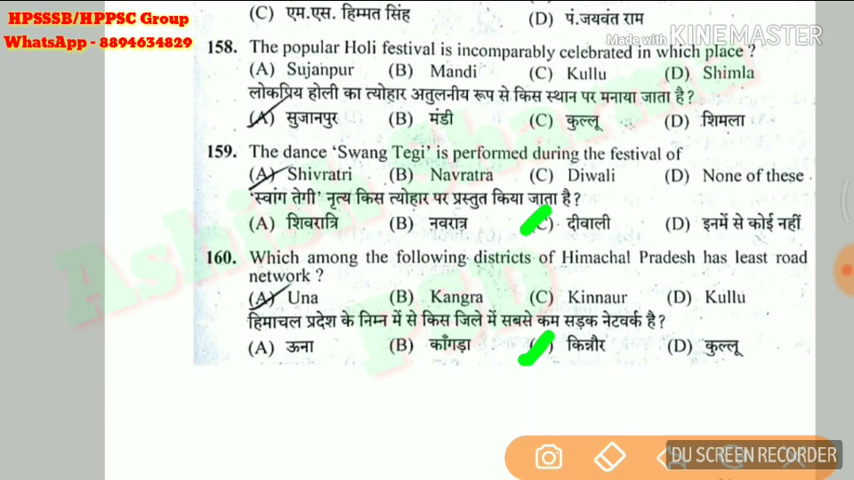 HPSSSB/HPPSC Group
WhatsApp - 8894634829
(C) एम.एस. हिम्मत सिंह (D) पं.जयवंत राम
Made with KINEMASTER
158. The popular Holi festival is incomparably celebrated in which place ?
(A) Sujanpur (B) Mandi (C) Kullu (D) Shimla
लोकप्रिय होली का त्योहार अतुलनीय रूप से किस स्थान पर मनाया जाता है?
(A) सुजानपुर (B) मंडी (C) कुल्लू (D) शिमला
159. The dance ‘Swang Tegi’ is performed during the festival of
(A) Shivratri (B) Navratra (C) Diwali (D) None of these
‘स्वांग तेगी’ नृत्य किस त्योहार पर प्रस्तुत किया जाता है?
(A) शिवरात्रि (B) नवरात्र (C) दीवाली (D) इनमें से कोई नहीं
160. Which among the following districts of Himachal Pradesh has least road
network ?
(A) Una (B) Kangra (C) Kinnaur (D) Kullu
हिमाचल प्रदेश के निम्न में से किस जिले में सबसे कम सड़क नेटवर्क है?
(A) ऊना (B) काँगड़ा किन्नौर (D) कुल्लू
Ashish Sharma
PSD
DU SCREEN RECORDER